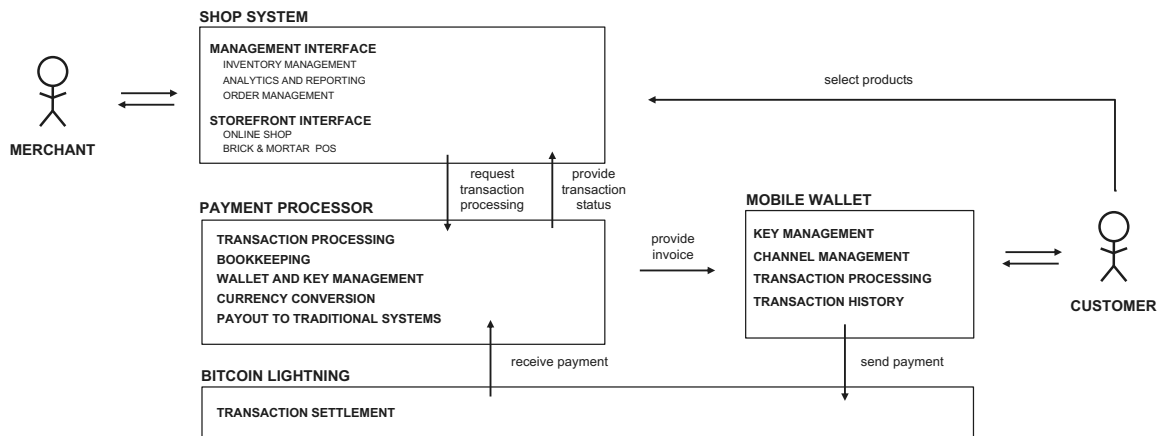 SHOP SYSTEM
MANAGEMENT INTERFACE
INVENTORY MANAGEMENT
ANALYTICS AND REPORTING
ORDER MANAGEMENT
STOREFRONT INTERFACE
ONLINE SHOP
BRICK & MORTAR POS
MERCHANT
select products
request
transaction
processing
provide
transaction
status
PAYMENT PROCESSOR
TRANSACTION PROCESSING
BOOKKEEPING
WALLET AND KEY MANAGEMENT
CURRENCY CONVERSION
PAYOUT TO TRADITIONAL SYSTEMS
provide
invoice
MOBILE WALLET
KEY MANAGEMENT
CHANNEL MANAGEMENT
TRANSACTION PROCESSING
TRANSACTION HISTORY
CUSTOMER
receive payment
send payment
BITCOIN LIGHTNING
TRANSACTION SETTLEMENT